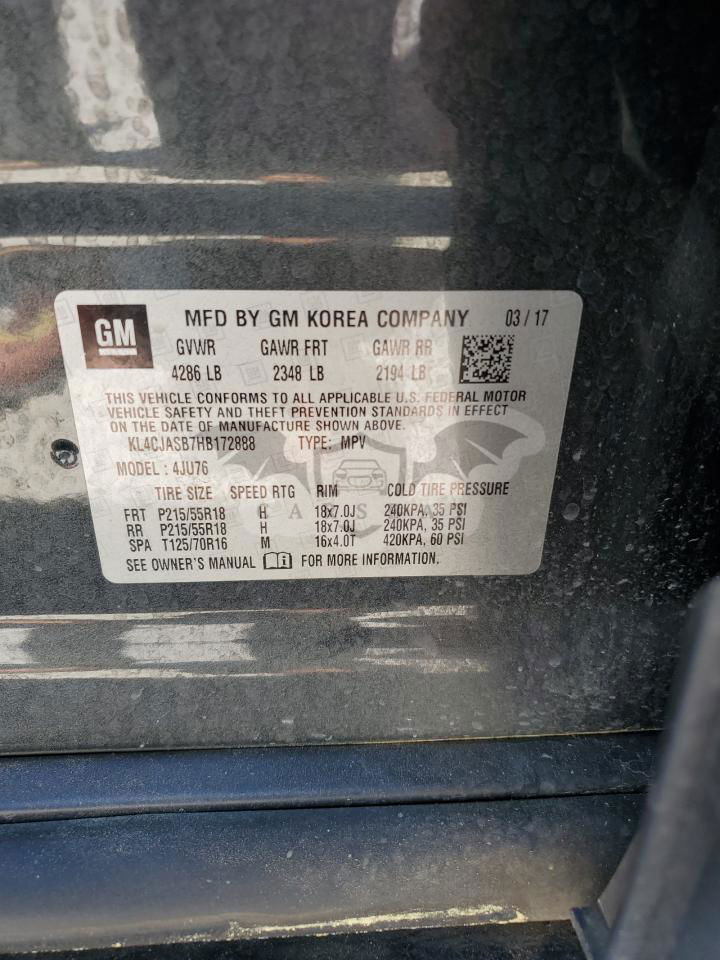 GM
MFD BY GM KOREA COMPANY 03 / 17
GVWR GAWR FRT GAWR RR
4286 LB 2348 LB 2194 LB
THIS VEHICLE CONFORMS TO ALL APPLICABLE U.S. FEDERAL MOTOR
VEHICLE SAFETY AND THEFT PREVENTION STANDARDS IN EFFECT
ON THE DATE OF MANUFACTURE SHOWN ABOVE.
KL4CJASB7HB172888 TYPE: MPV
MODEL : 4JU76
TIRE SIZE SPEED RTG RIM COLD TIRE PRESSURE
FRT P215/55R18 H 18x7.0J 240KPA, 35 PSI
RR P215/55R18 H 18x7.0J 240KPA, 35 PSI
SPA T125/70R16 M 16x4.0T 420KPA, 60 PSI
SEE OWNER'S MANUAL FOR MORE INFORMATION.